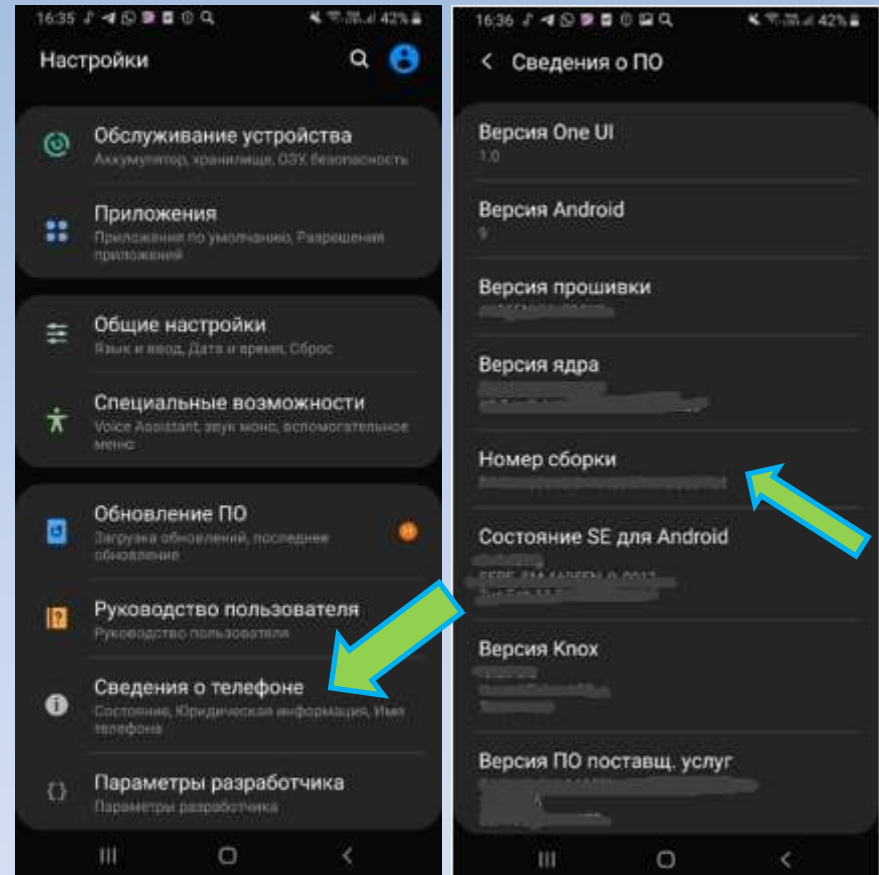 16:35
42%
Настройки
Обслуживание устройства
Аккумулятор, хранилище, ОЗУ, безопасность
Приложения
Приложения по умолчанию, Разрешения
приложений
Общие настройки
Язык и ввод, Дата и время, Сброс
Специальные возможности
Voice Assistant, звук моно, вспомогательное
меню
Обновление ПО
Загрузка обновлений, последнее
обновление
Руководство пользователя
Руководство пользователя
Сведения о телефоне
Состояние, Юридическая информация, Имя
телефона
Параметры разработчика
Параметры разработчика
16:36
42%
Сведения о ПО
Версия One UI
1.0
Версия Android
9
Версия прошивки
Версия ядра
Номер сборки
Состояние SE для Android
Версия Knox
Версия ПО поставщ. услуг